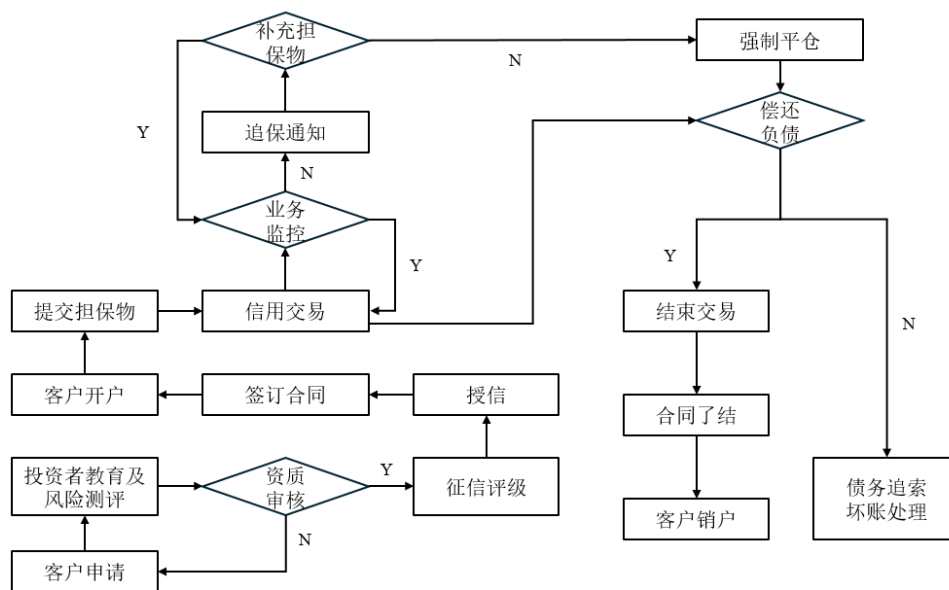 补充担
保物
N
强制平仓
Y
追保通知
偿还
负债
N
业务
监控
Y
Y
提交担保物
信用交易
结束交易
N
客户开户
签订合同
授信
合同了结
投资者教育及
风险测评
资质
审核
Y
征信评级
债务追索
坏账处理
客户销户
N
客户申请